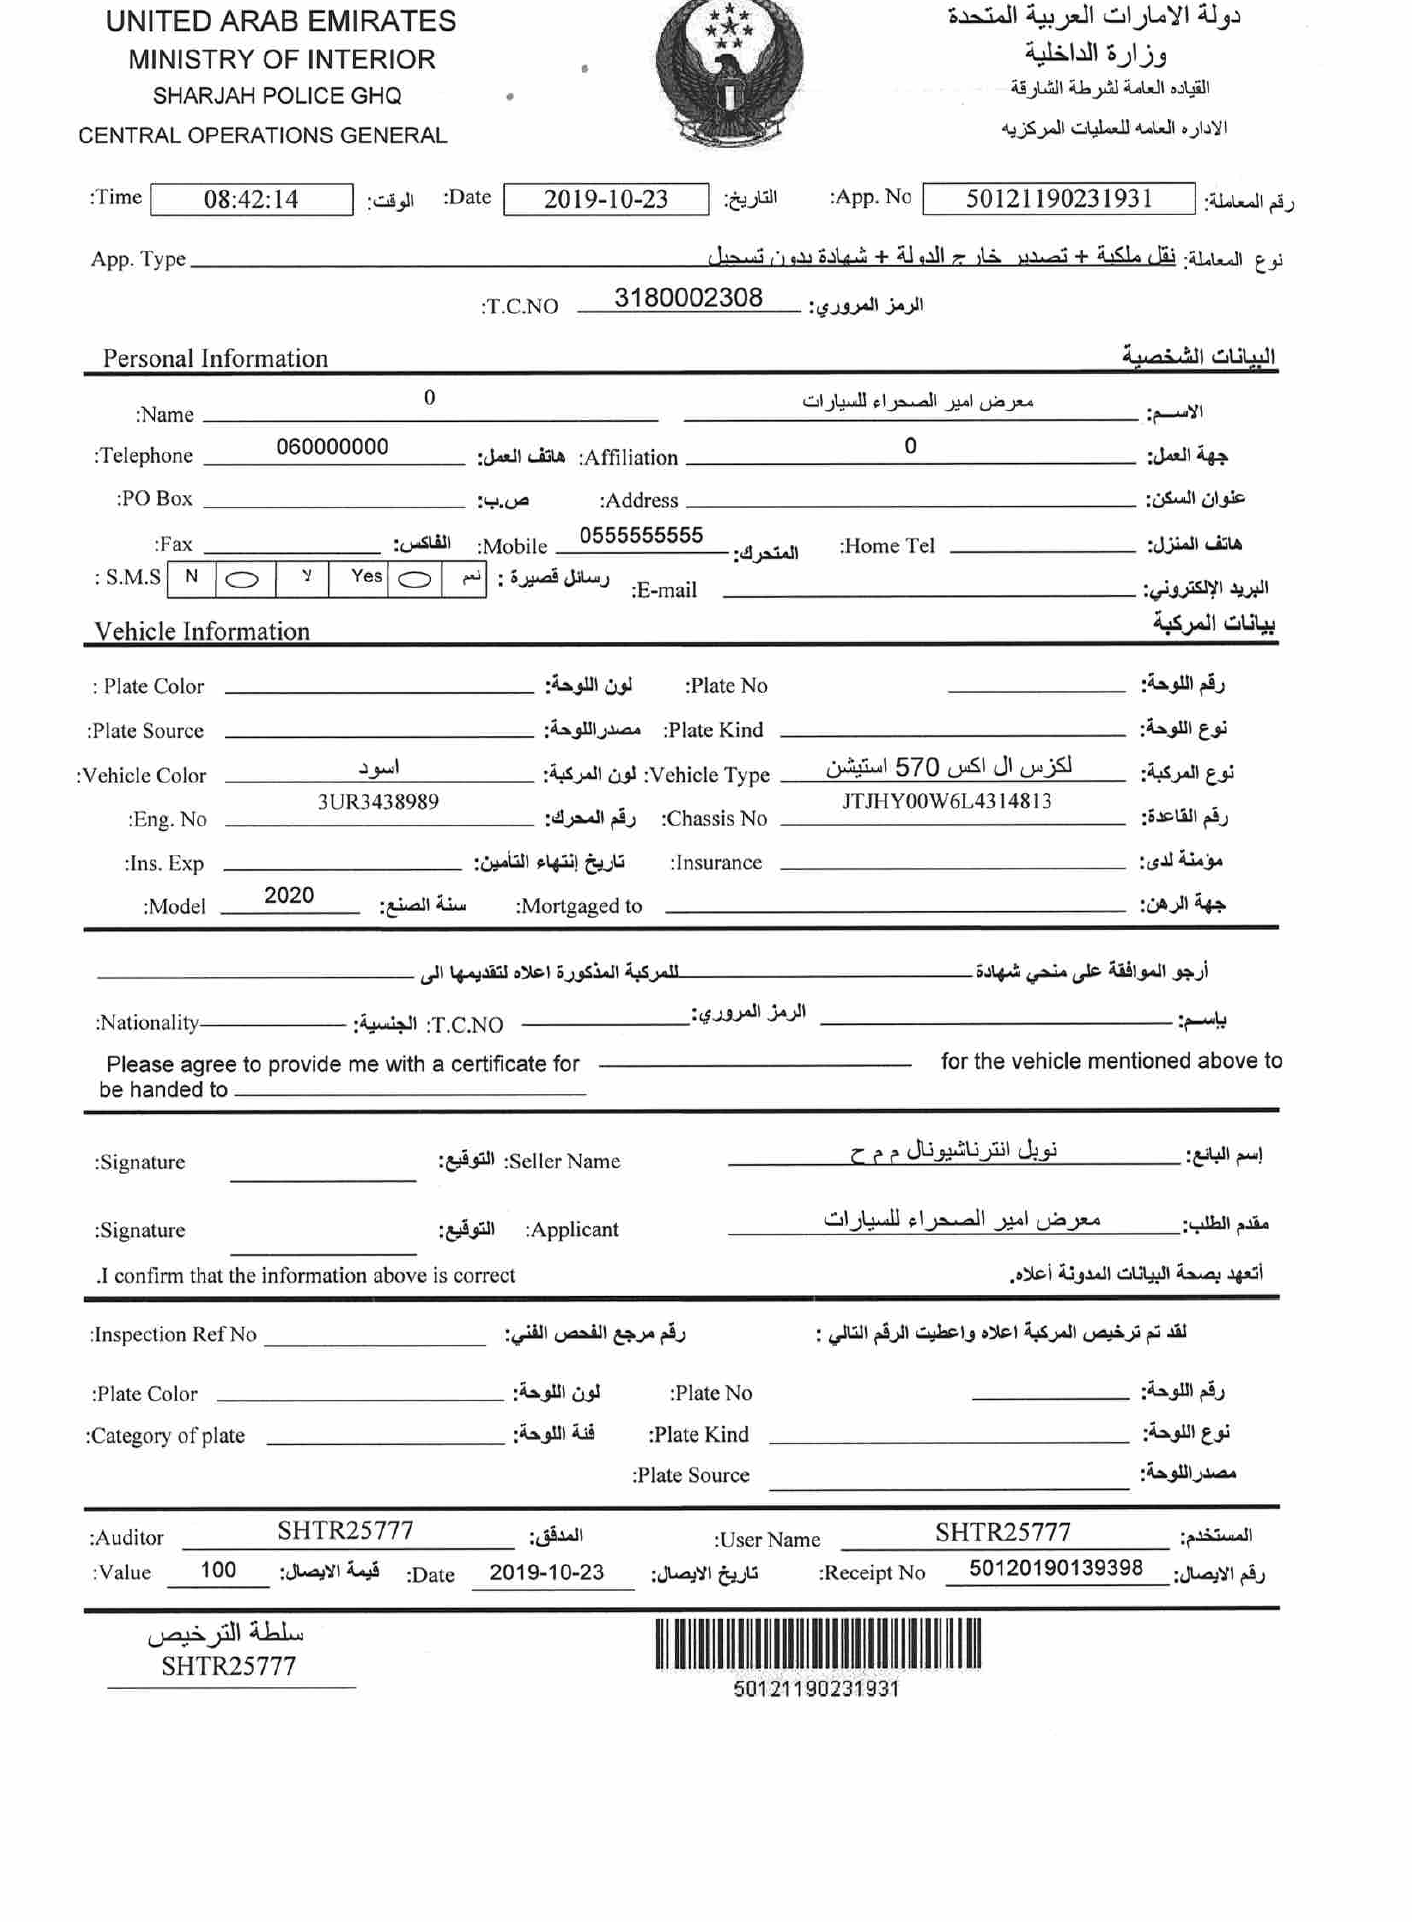 UNITED ARAB EMIRATES
MINISTRY OF INTERIOR
SHARJAH POLICE GHQ
CENTRAL OPERATIONS GENERAL
دولة الامارات العربية المتحدة
وزارة الداخلية
القياده العامة لشرطة الشارقة
الاداره العامه للعمليات المركزيه
:Time 08:42:14 الوقت: :Date 2019-10-23 التاريخ: :App. No 50121190231931 رقم المعاملة:
App. Type نوع المعاملة: نقل ملكية + تصدير خارج الدولة + شهادة بدون تسجيل
:T.C.NO 3180002308 الرمز المروري:
Personal Information البيانات الشخصية
:Name 0 معرض امير الصحراء للسيارات الاسم:
:Telephone 060000000 هاتف العمل: :Affiliation 0 جهة العمل:
:PO Box ص.ب: :Address عنوان السكن:
:Fax الفاكس: :Mobile 0555555555 المتحرك: :Home Tel هاتف المنزل:
: S.M.S N لا Yes نعم رسائل قصيرة : :E-mail البريد الإلكتروني:
Vehicle Information بيانات المركبة
: Plate Color لون اللوحة: :Plate No رقم اللوحة:
:Plate Source مصدراللوحة: :Plate Kind نوع اللوحة:
:Vehicle Color اسود لون المركبة: :Vehicle Type لكزس ال اكس 570 استيشن نوع المركبة:
:Eng. No 3UR3438989 رقم المحرك: :Chassis No JTJHY00W6L4314813 رقم القاعدة:
:Ins. Exp تاريخ إنتهاء التأمين: :Insurance مؤمنة لدى:
:Model 2020 سنة الصنع: :Mortgaged to جهة الرهن:
أرجو الموافقة على منحي شهادة للمركبة المذكورة اعلاه لتقديمها الى
:Nationality الجنسية: :T.C.NO الرمز المروري: بإسم:
Please agree to provide me with a certificate for for the vehicle mentioned above to
be handed to
:Signature التوقيع: :Seller Name نوبل انترناشيونال م م ح إسم البائع:
:Signature التوقيع: :Applicant معرض امير الصحراء للسيارات مقدم الطلب:
.I confirm that the information above is correct أتعهد بصحة البيانات المدونة أعلاه.
:Inspection Ref No رقم مرجع الفحص الفني: لقد تم ترخيص المركبة اعلاه واعطيت الرقم التالي :
:Plate Color لون اللوحة: :Plate No رقم اللوحة:
:Category of plate فئة اللوحة: :Plate Kind نوع اللوحة:
:Plate Source مصدراللوحة:
:Auditor SHTR25777 المدقق: :User Name SHTR25777 المستخدم:
:Value 100 قيمة الايصال: :Date 2019-10-23 تاريخ الايصال: :Receipt No 50120190139398 رقم الايصال:
سلطة الترخيص
SHTR25777
50121190231931